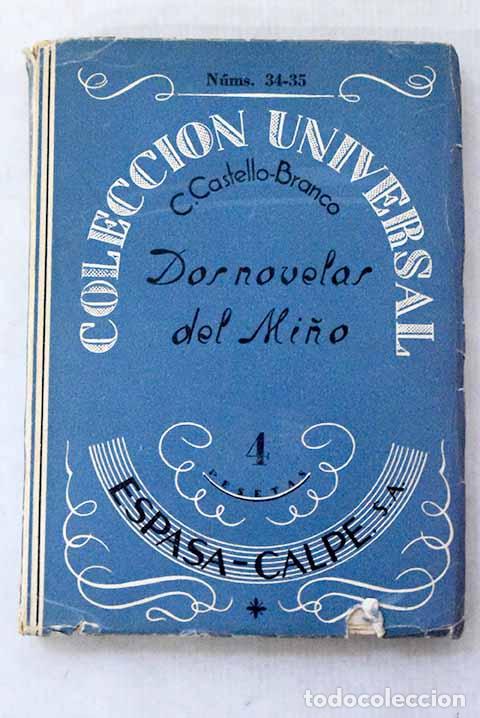 Núms. 34-35
COLECCION UNIVERSAL
C. Castello-Branco
Dos novelas
del Miño
4
PESETAS
ESPASA-CALPE. S.A.
todocoleccion